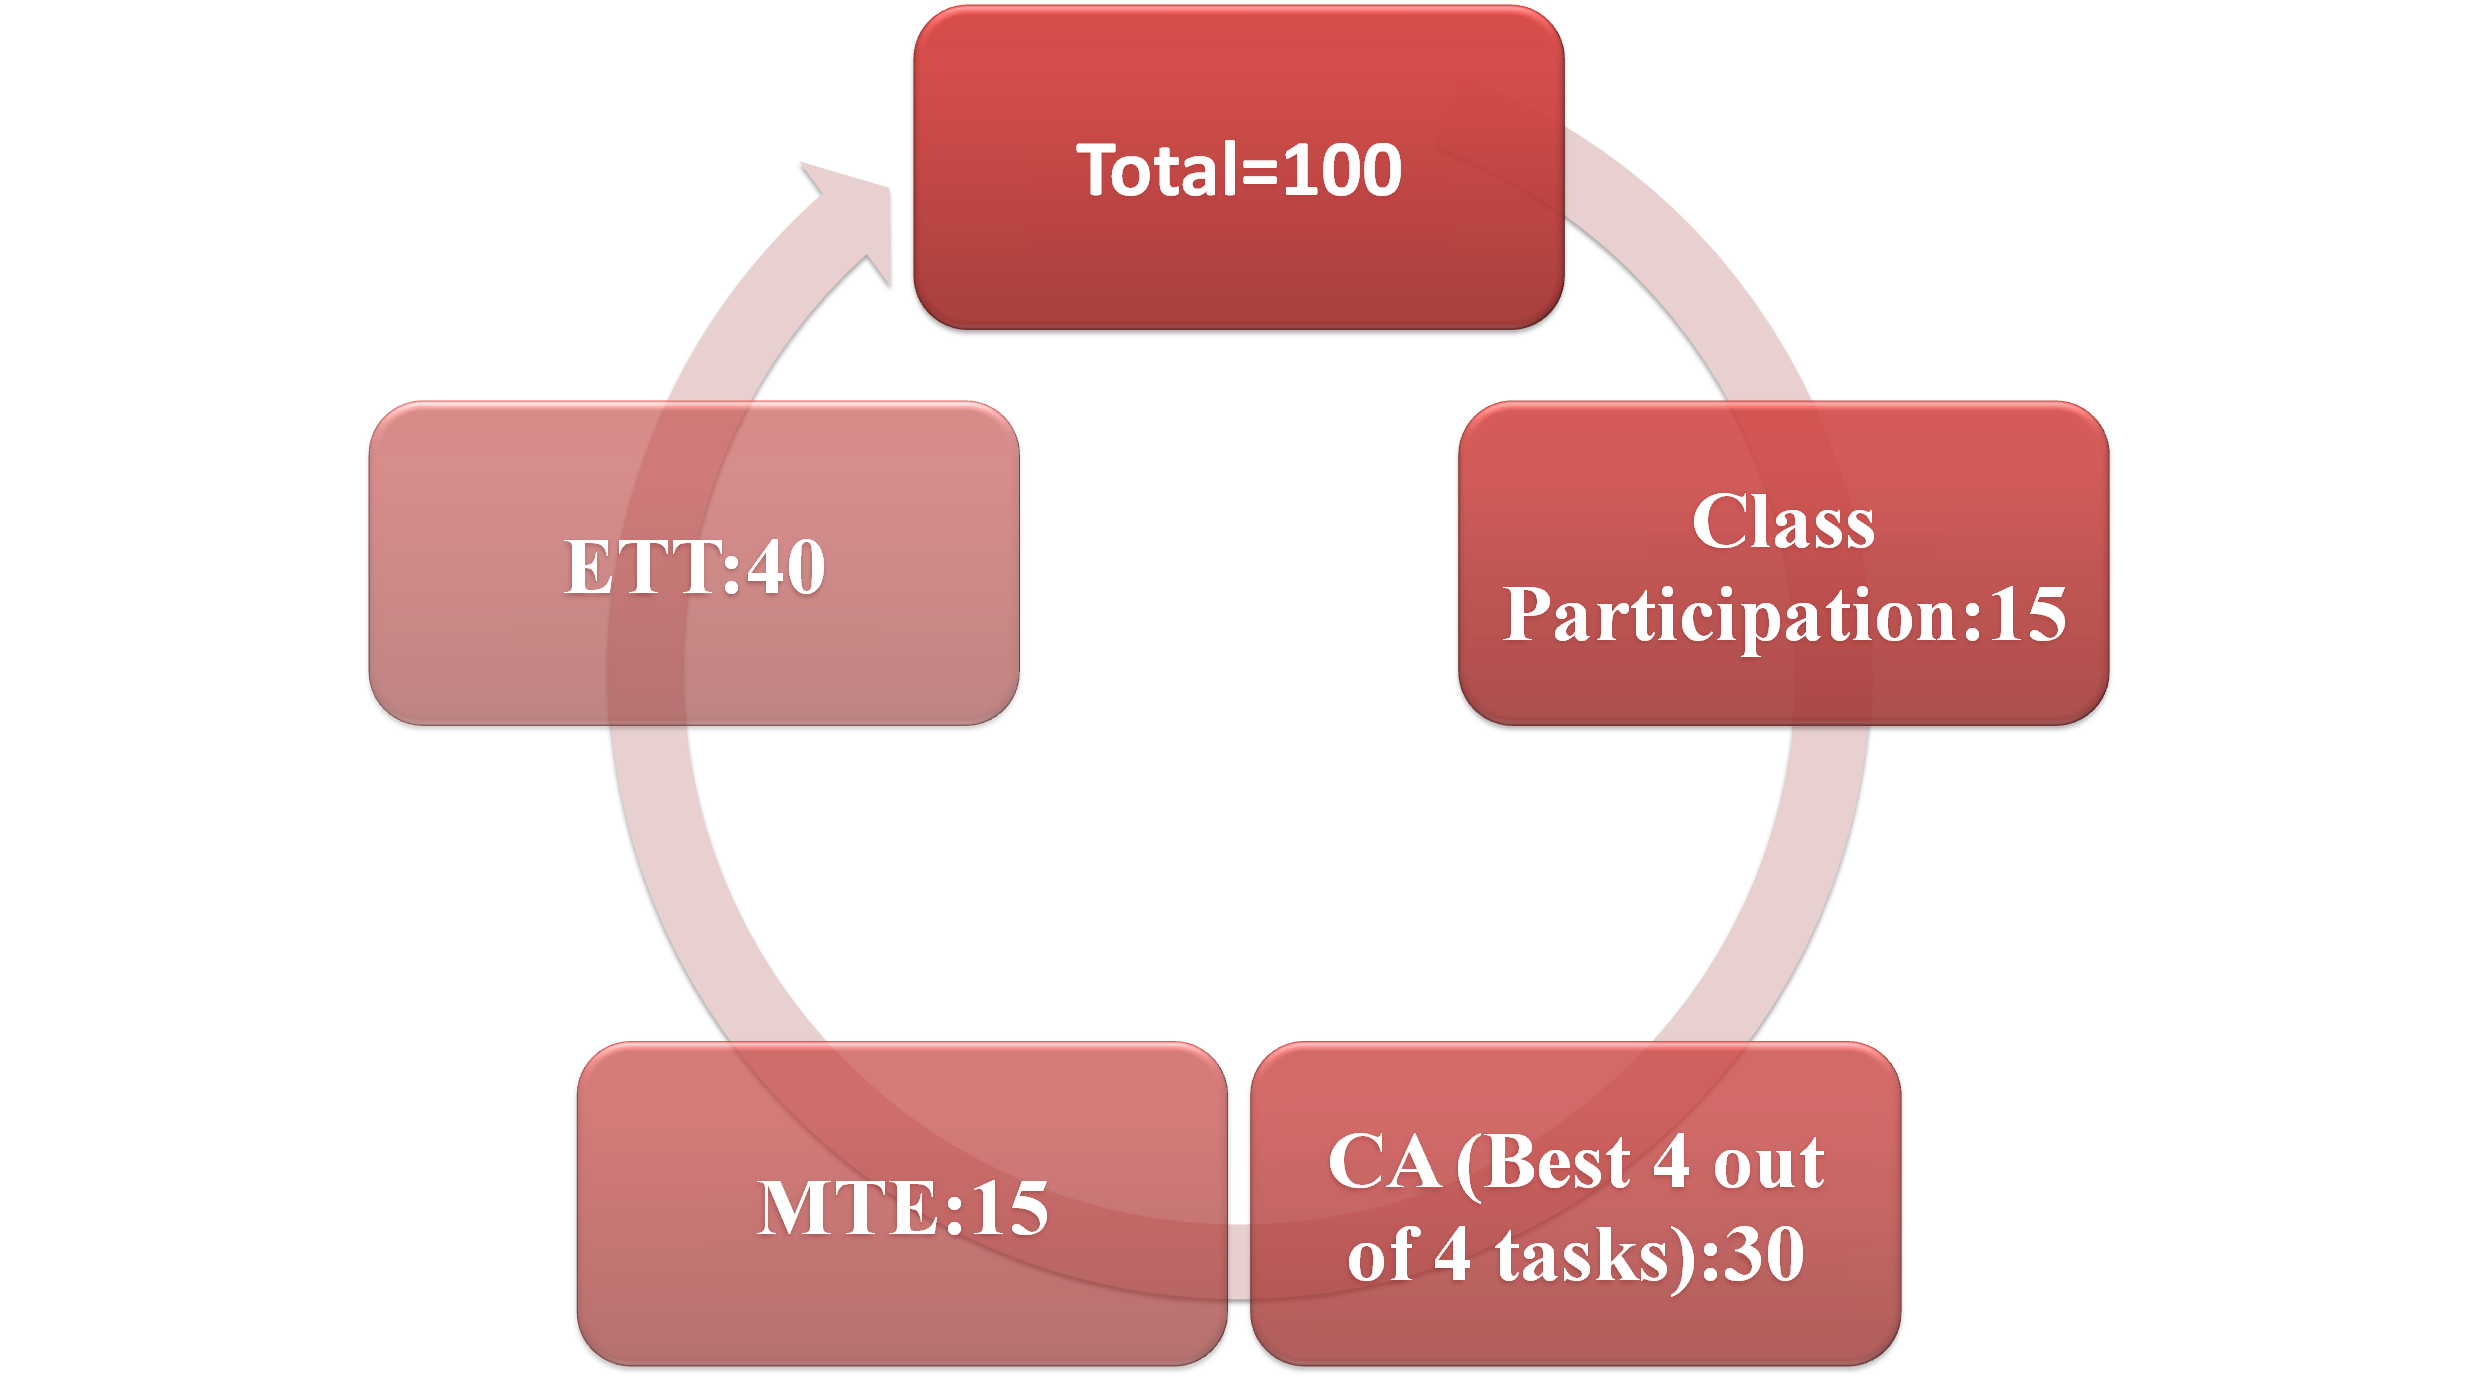 Total=100
Class
Participation:15
CA (Best 4 out
of 4 tasks):30
MTE:15
ETT:40